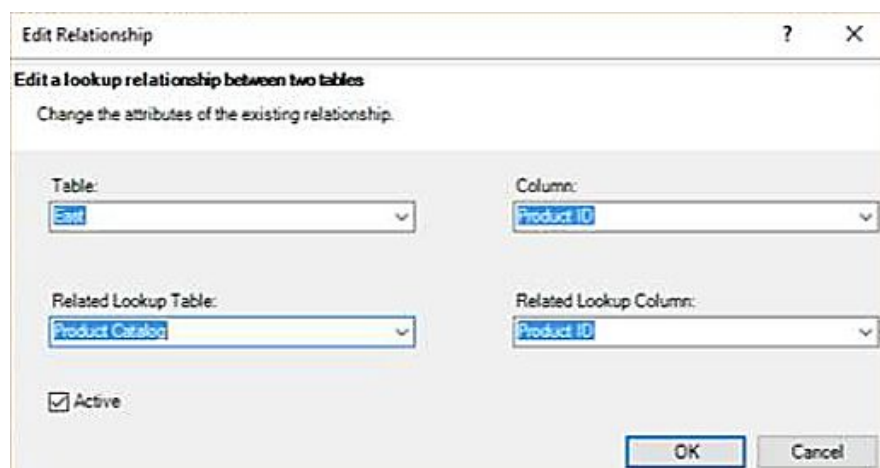 Edit Relationship ?
Edit a lookup relationship between two tables
Change the attributes of the existing relationship.
Table: Column:
East Product ID
Related Lookup Table: Related Lookup Column:
Product Catalog Product ID
Active
OK Cancel